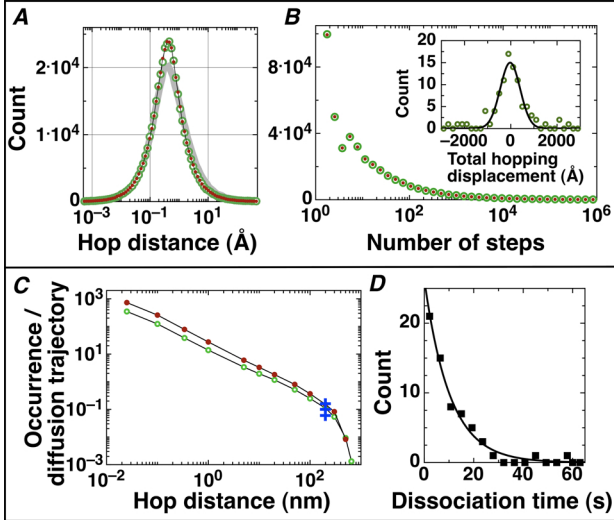 A
Count
2·10⁴
1·10⁴
0
10⁻³
10⁻¹
10¹
Hop distance (Å)
B
8·10⁴
4·10⁴
0
10⁰
10²
10⁴
10⁶
Number of steps
Count
20
15
10
5
0
−2000
0
2000
Total hopping
displacement (Å)
C
Occurrence /
diffusion trajectory
10³
10¹
10⁻¹
10⁻³
10⁻²
10⁰
10²
Hop distance (nm)
D
Count
20
10
0
0
20
40
60
Dissociation time (s)